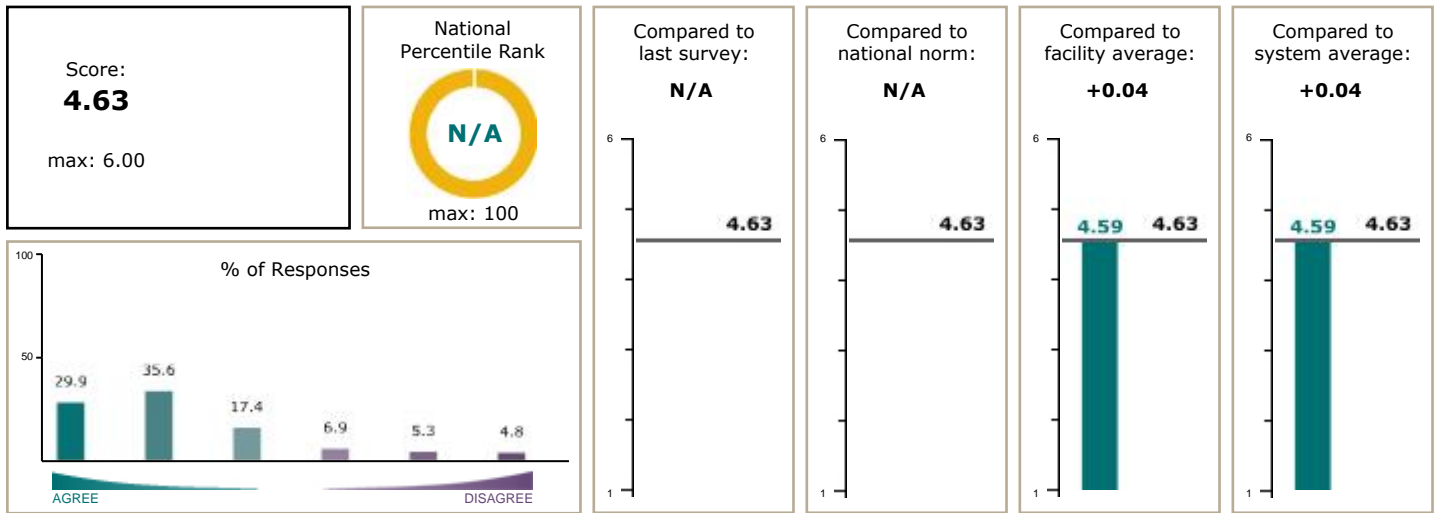 Score:
4.63
max: 6.00
National
Percentile Rank
N/A
max: 100
% of Responses
100
50
29.9
35.6
17.4
6.9
5.3
4.8
AGREE
DISAGREE
Compared to
last survey:
N/A
6
4.63
1
Compared to
national norm:
N/A
6
4.63
1
Compared to
facility average:
+0.04
6
4.59 4.63
1
Compared to
system average:
+0.04
6
4.59 4.63
1